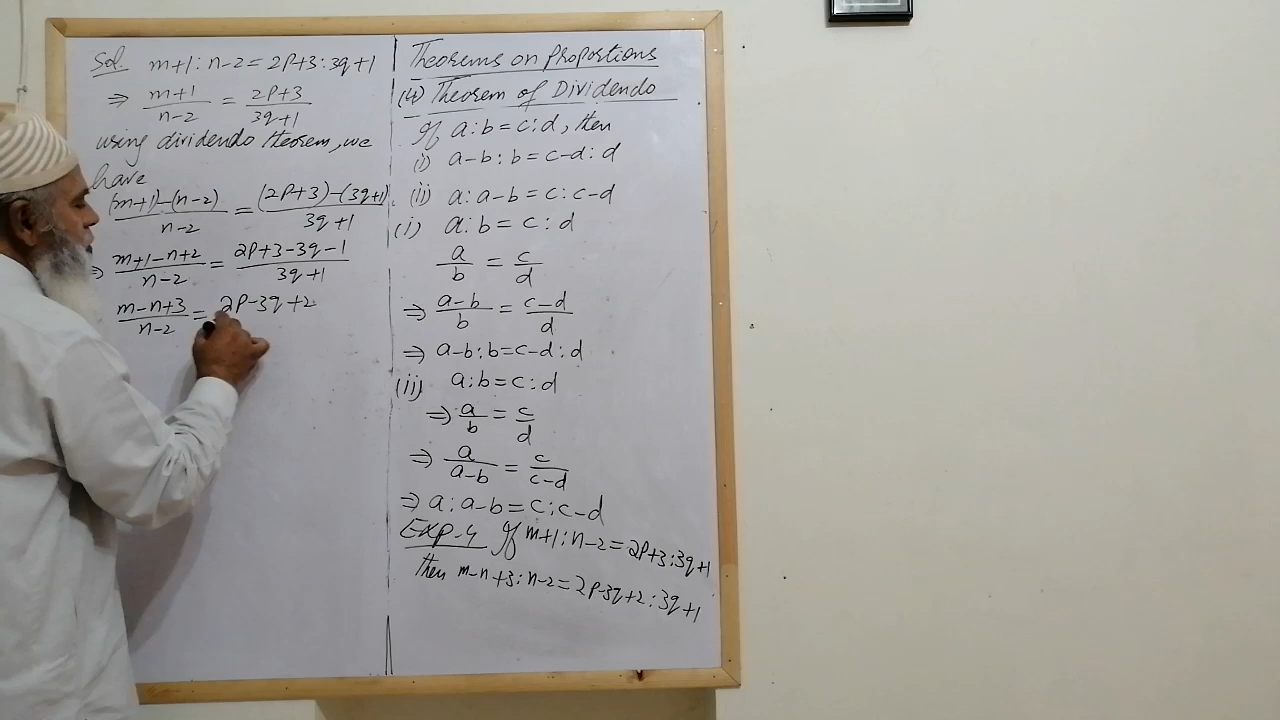 Sol. m+1 : n-2 = 2p+3 : 3q+1
⇒ (m+1)/(n-2) = (2p+3)/(3q+1)
using dividendo theorem, we
have
((m+1)-(n-2))/(n-2) = ((2p+3)-(3q+1))/(3q+1)
⇒ (m+1-n+2)/(n-2) = (2p+3-3q-1)/(3q+1)
(m-n+3)/(n-2) = 2p-3q+2
Theorems on Proportions
(4) Theorem of Dividendo
If a:b=c:d, then
(i) a-b:b=c-d:d
(ii) a:a-b=c:c-d
(i) a:b=c:d
a/b = c/d
⇒ (a-b)/b = (c-d)/d
⇒ a-b:b=c-d:d
(ii) a:b=c:d
⇒ a/b = c/d
⇒ a/(a-b) = c/(c-d)
⇒ a:a-b=c:c-d
EXP-4 If m+1:n-2=2p+3:3q+1
then m-n+3:n-2=2p-3q+2:3q+1